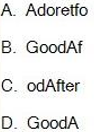 A. Adoretfo
B. GoodAf
C. odAfter
D. GoodA